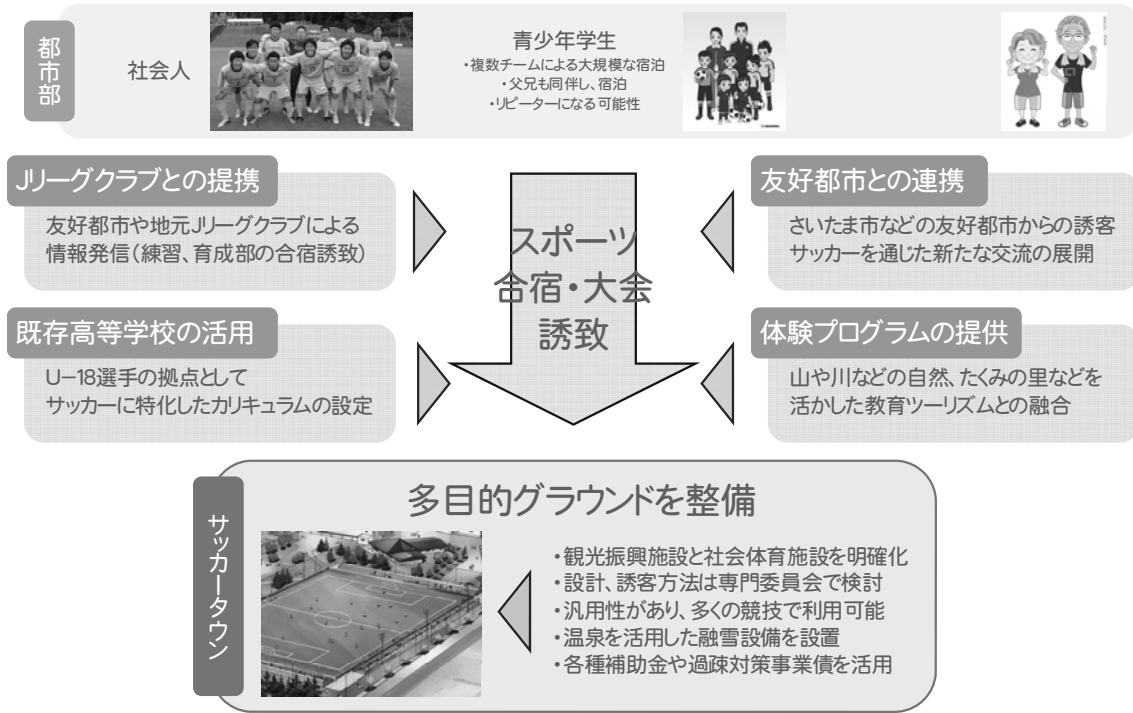 都市部
社会人
青少年学生
・複数チームによる大規模な宿泊
・父兄も同伴し、宿泊
・リピーターになる可能性
Jリーグクラブとの提携
友好都市や地元Jリーグクラブによる
情報発信(練習、育成部の合宿誘致)
友好都市との連携
さいたま市などの友好都市からの誘客
サッカーを通じた新たな交流の展開
スポーツ
合宿・大会
誘致
既存高等学校の活用
U-18選手の拠点として
サッカーに特化したカリキュラムの設定
体験プログラムの提供
山や川などの自然、たくみの里などを
活かした教育ツーリズムとの融合
サッカータウン
多目的グラウンドを整備
・観光振興施設と社会体育施設を明確化
・設計、誘客方法は専門委員会で検討
・汎用性があり、多くの競技で利用可能
・温泉を活用した融雪設備を設置
・各種補助金や過疎対策事業債を活用